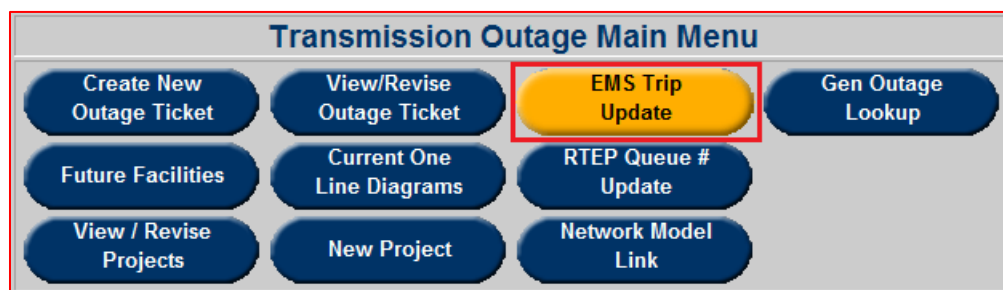 Transmission Outage Main Menu
Create New
Outage Ticket
View/Revise
Outage Ticket
EMS Trip
Update
Gen Outage
Lookup
Future Facilities
Current One
Line Diagrams
RTEP Queue #
Update
View / Revise
Projects
New Project
Network Model
Link